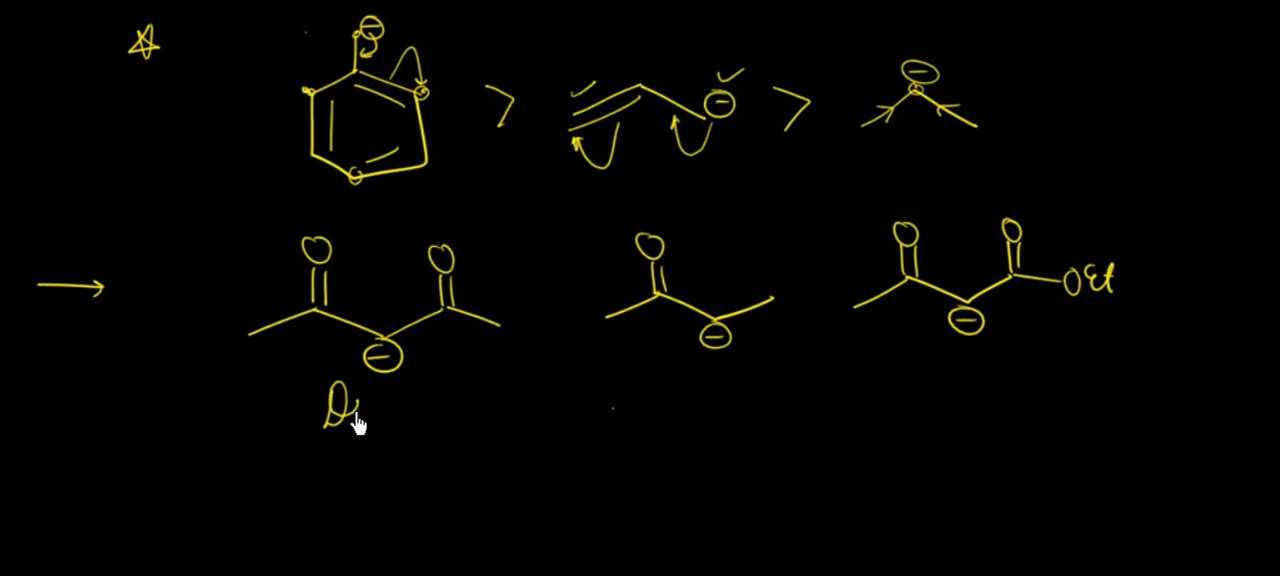 ☆ ⊖ > ⊖ > ⊖
→ O O ⊖ O ⊖ O O OEt ⊖